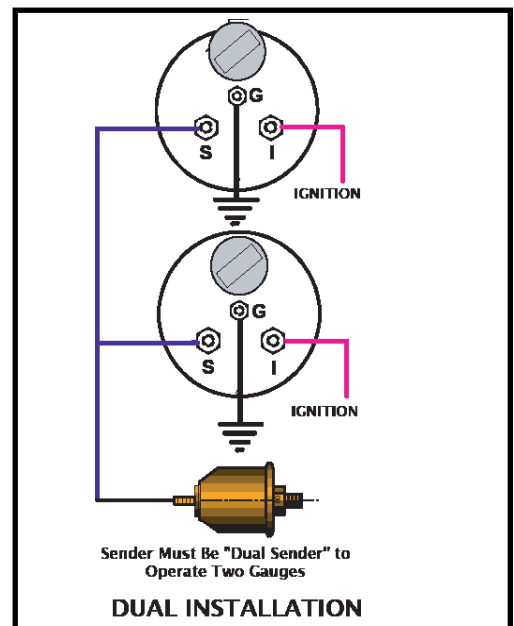 G
S I
IGNITION
G
S I
IGNITION
Sender Must Be "Dual Sender" to
Operate Two Gauges
DUAL INSTALLATION